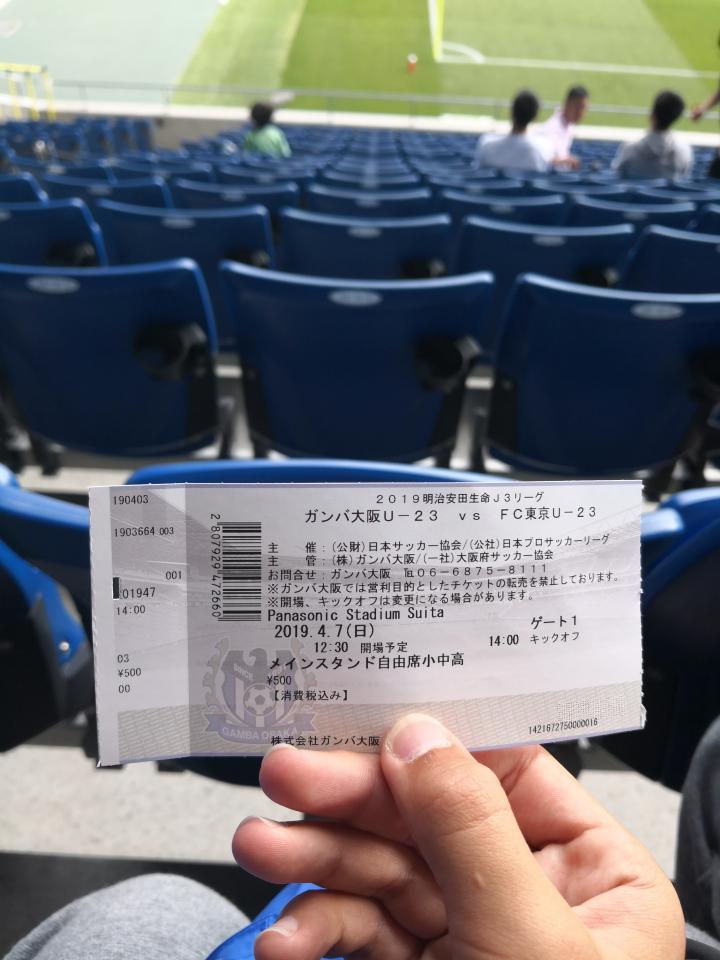 190403
1903664 003
001
01947
14:00
03
¥500
00
2807929472660
2019明治安田生命J3リーグ
ガンバ大阪U-23 vs FC東京U-23
主 催:(公財)日本サッカー協会/(公社)日本プロサッカーリーグ
主 管:(株)ガンバ大阪/(一社)大阪府サッカー協会
お問合せ:ガンバ大阪 ℡06-6875-8111
※ガンバ大阪では営利目的としたチケットの転売を禁止しております。
※開場、キックオフは変更になる場合があります。
Panasonic Stadium Suita
2019.4.7(日) ゲート1
12:30 開場予定 14:00 キックオフ
メインスタンド自由席小中高
¥500
【消費税込み】
GAMBA OSAKA
株式会社ガンバ大阪
1421672750000016